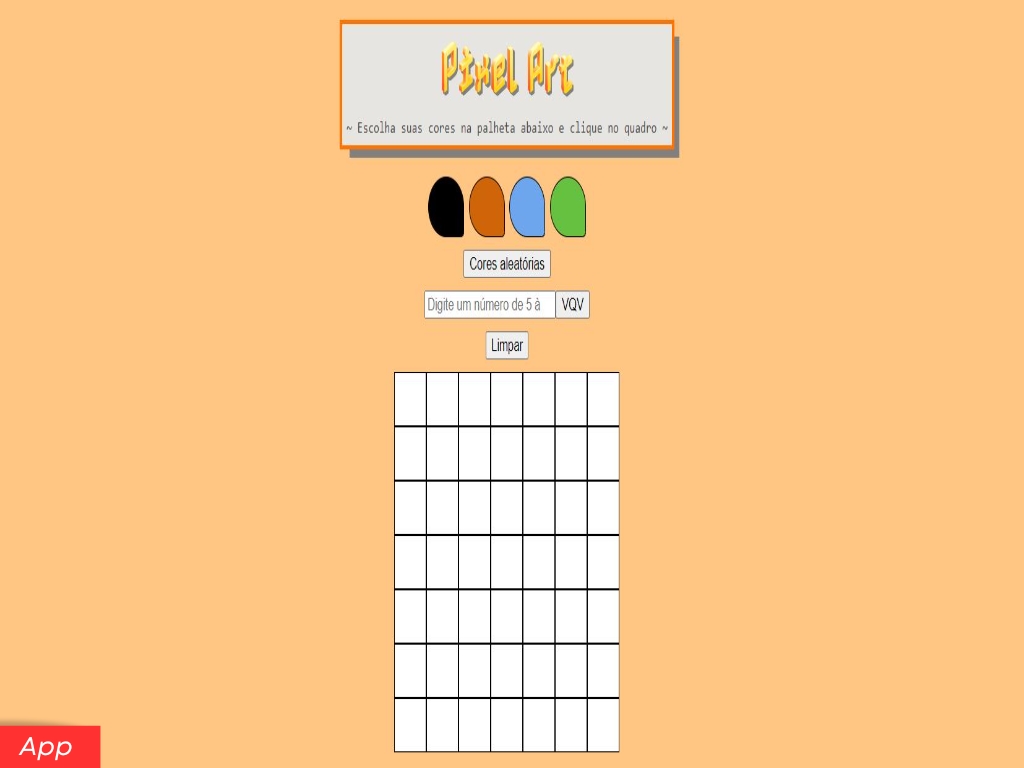 Pixel Art
~ Escolha suas cores na palheta abaixo e clique no quadro ~
Cores aleatórias
Digite um número de 5 à
VQV
Limpar
App